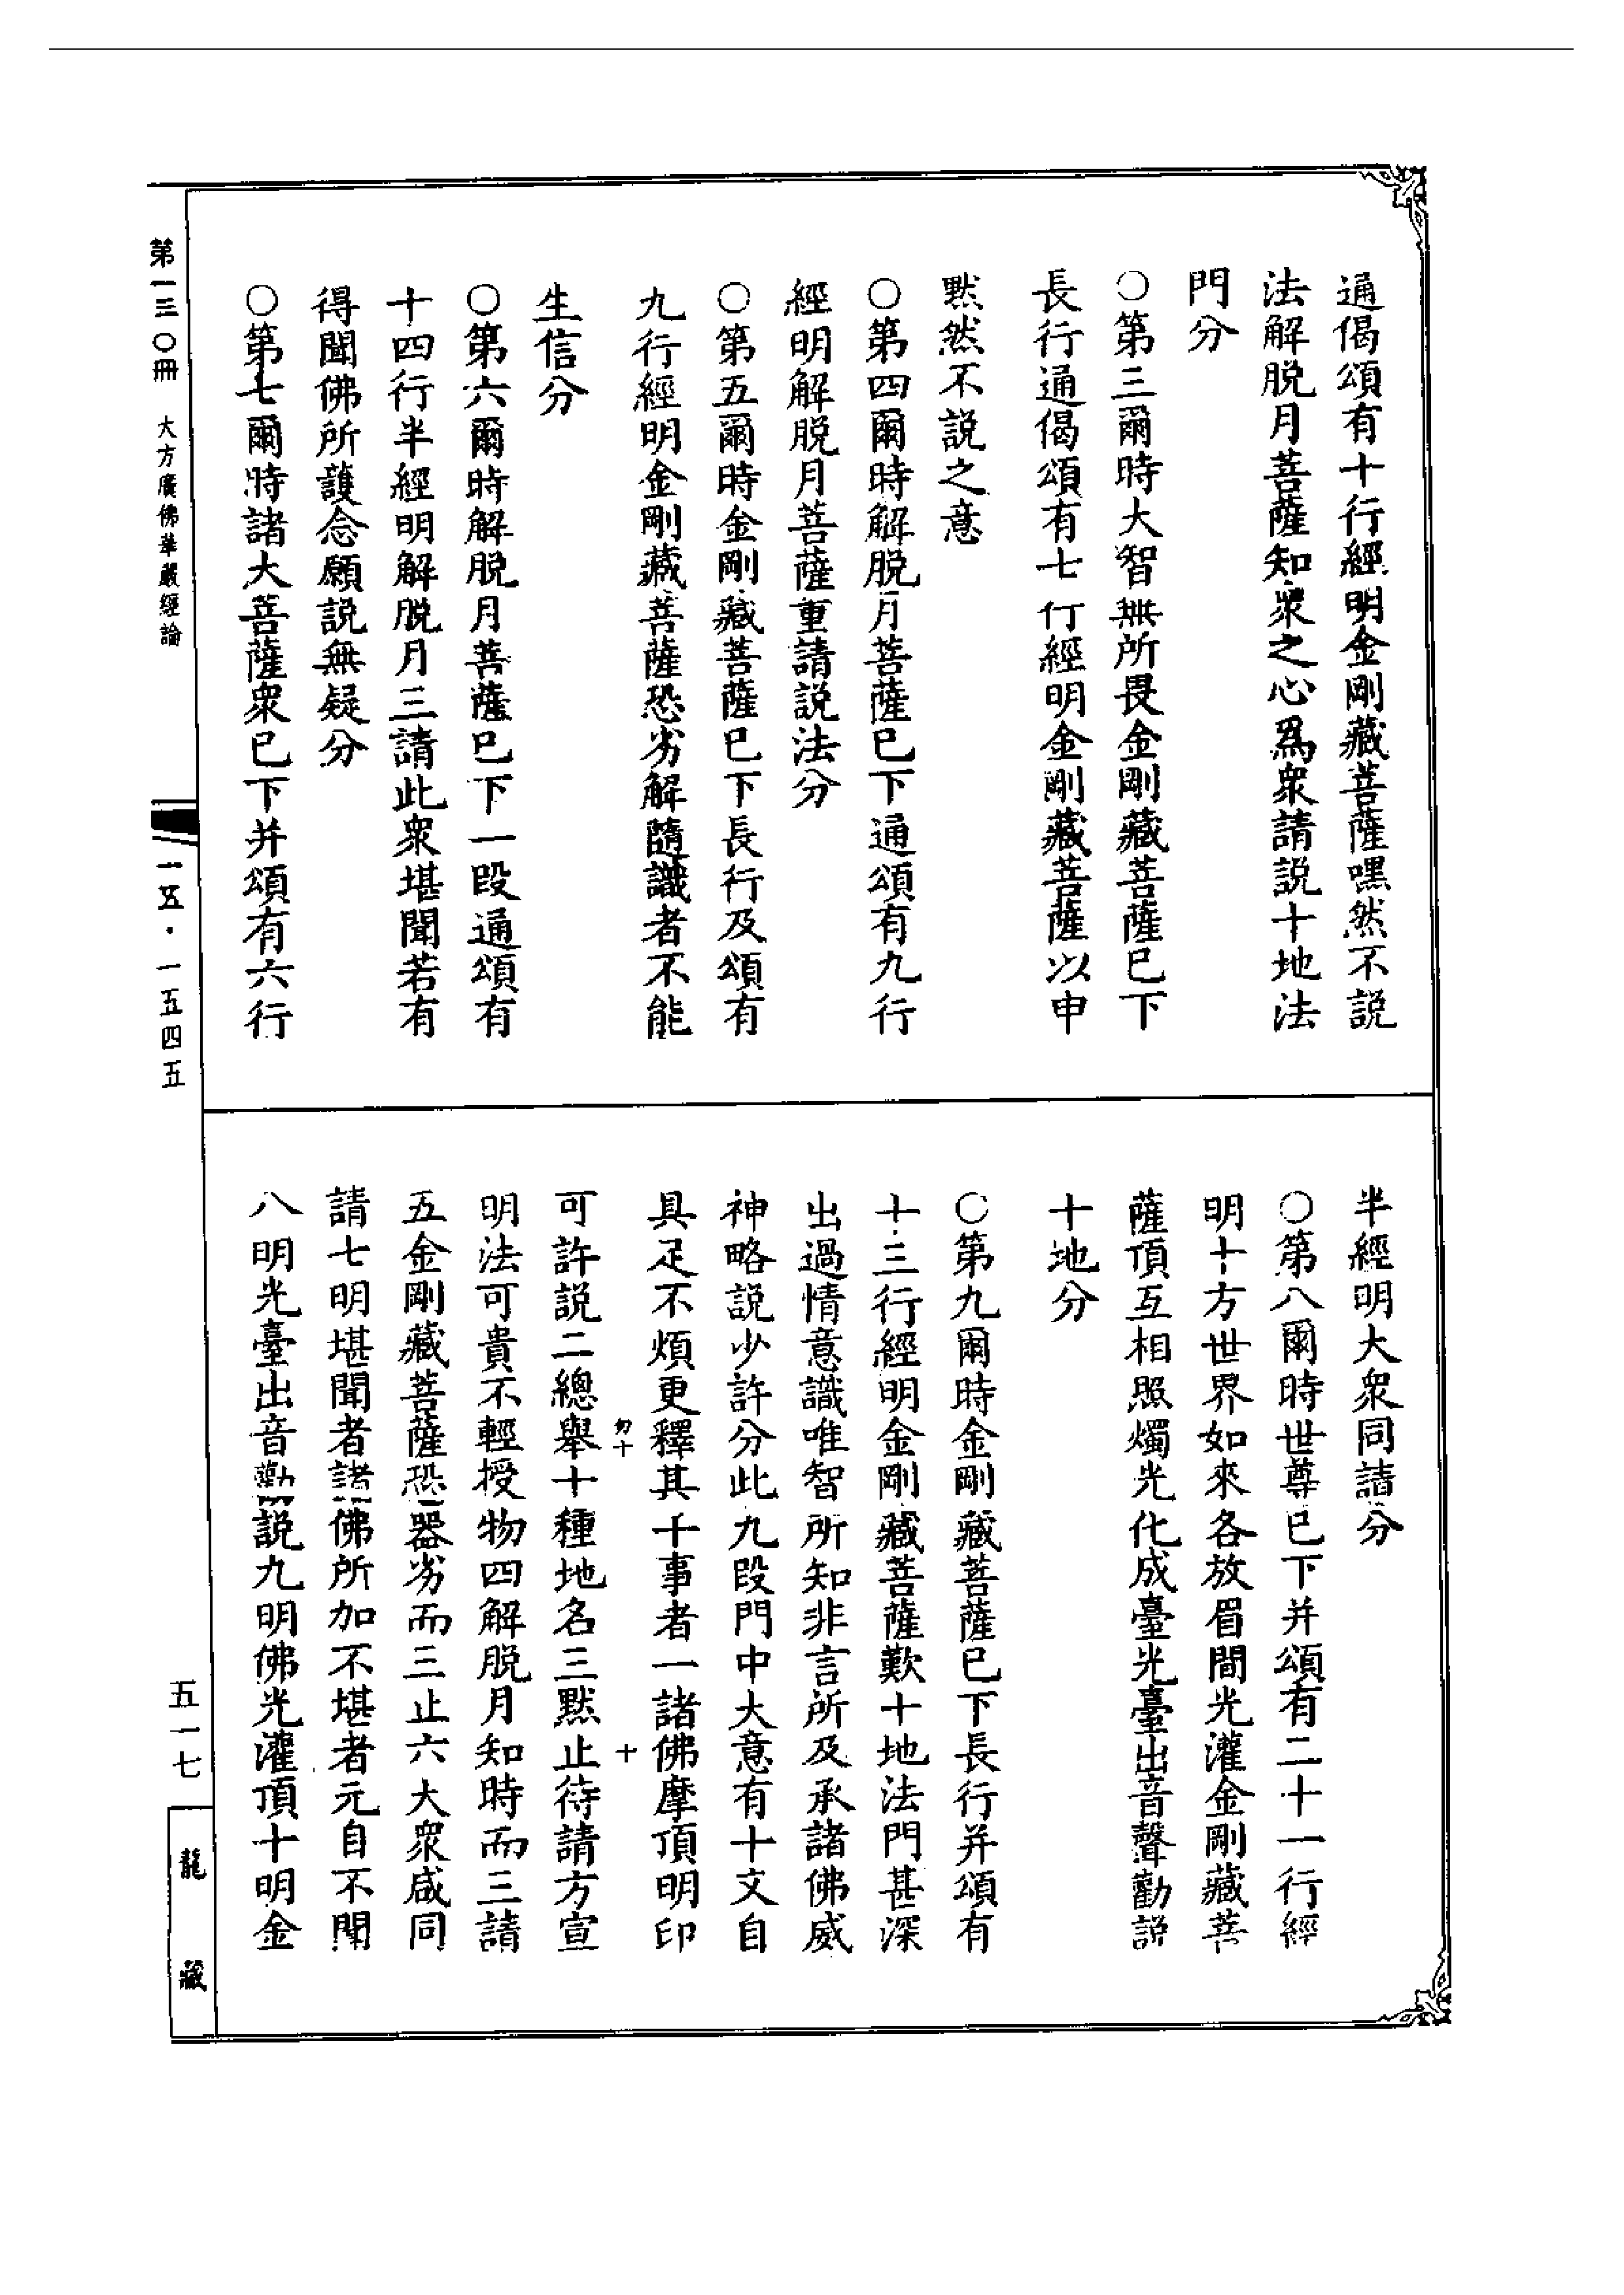 通偈頌有十行經明金剛藏菩薩嘿然不說
法解脫月菩薩知衆之心爲衆請說十地法
門分
○第三爾時大智無所畏金剛藏菩薩已下
長行通偈頌有七行經明金剛藏菩薩以申
默然不說之意
○第四爾時解脫月菩薩已下通頌有九行
經明解脫月菩薩重請說法分
○第五爾時金剛藏菩薩已下長行及頌有
九行經明金剛藏菩薩恐劣解隨識者不能
生信分
○第六爾時解脫月菩薩已下一段通頌有
十四行半經明解脫月三請此衆堪聞若有
得聞佛所護念願說無疑分
○第七爾時諸大菩薩衆已下并頌有六行
半經明大衆同請分
○第八爾時世尊已下并頌有二十一行經
明十方世界如來各放眉間光灌金剛藏菩
薩頂互相照燭光化成臺光臺出音聲勸說
十地分
○第九爾時金剛藏菩薩已下長行并頌有
十三行經明金剛藏菩薩歎十地法門甚深
出過情意識唯智所知非言所及承諸佛威
神略說少許分此九段門中大意有十文自
具足不煩更釋其十事者一諸佛摩頂明印
十
可許說二總舉十種地名三默止待請方宣
明法可貴不輕授物四解脫月知時而三請
五金剛藏菩薩恐器劣而三止六大衆咸同
請七明堪聞者諸佛所加不堪者元自不聞
八明光臺出音勸說九明佛光灌頂十明金
第一三〇冊 大方廣佛華嚴經論
一五·一五四五
五一七
龍藏